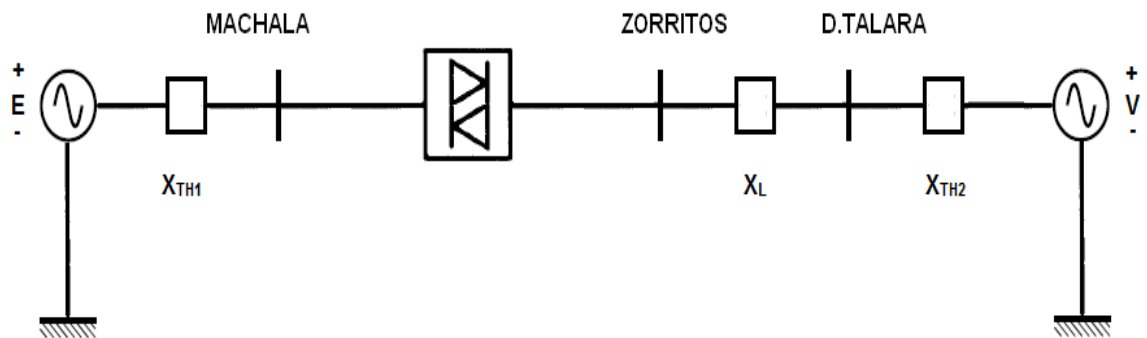 MACHALA
ZORRITOS
D.TALARA
+
E
-
+
V
-
XTH1
XL
XTH2